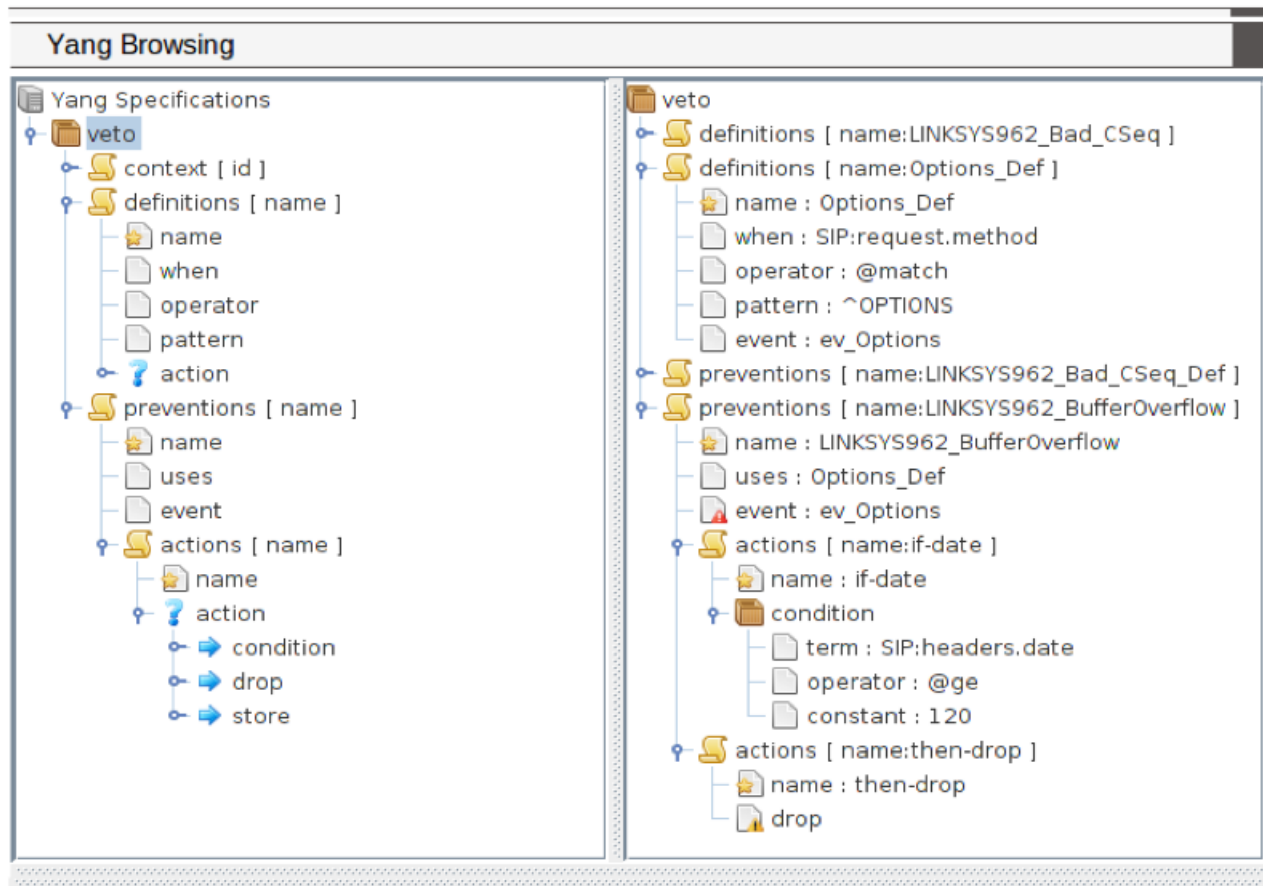 Yang Browsing
Yang Specifications
veto
context [ id ]
definitions [ name ]
name
when
operator
pattern
action
preventions [ name ]
name
uses
event
actions [ name ]
name
action
condition
drop
store
veto
definitions [ name:LINKSYS962_Bad_CSeq ]
definitions [ name:Options_Def ]
name : Options_Def
when : SIP:request.method
operator : @match
pattern : ^OPTIONS
event : ev_Options
preventions [ name:LINKSYS962_Bad_CSeq_Def ]
preventions [ name:LINKSYS962_BufferOverflow ]
name : LINKSYS962_BufferOverflow
uses : Options_Def
event : ev_Options
actions [ name:if-date ]
name : if-date
condition
term : SIP:headers.date
operator : @ge
constant : 120
actions [ name:then-drop ]
name : then-drop
drop